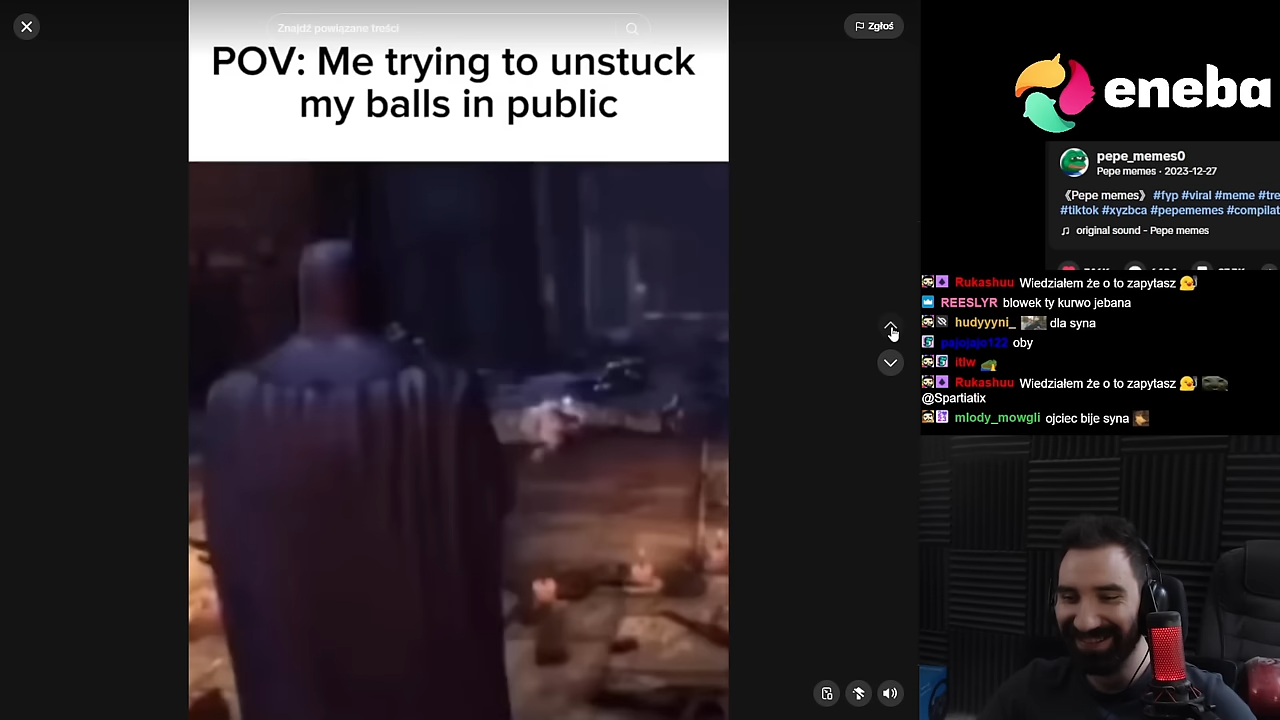 Znajdź powiązane treści
Zgłoś
POV: Me trying to unstuck
my balls in public
eneba
pepe_memes0
Pepe memes · 2023-12-27
《Pepe memes》 #fyp #viral #meme #tre
#tiktok #xyzbca #pepememes #compilat
♫ original sound - Pepe memes
Rukashuu Wiedziałem że o to zapytasz
REESLYR blowek ty kurwo jebana
hudyyyni_ dla syna
pajojajo122 oby
itlw
Rukashuu Wiedziałem że o to zapytasz
@Spartiatix
mlody_mowgli ojciec bije syna